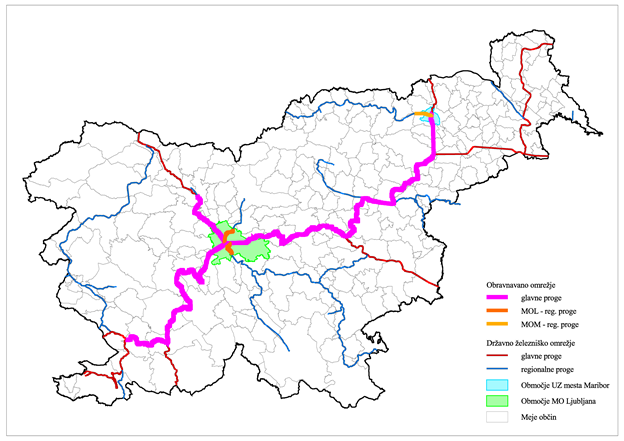 Obravnavano omrežje
glavne proge
MOL - reg. proge
MOM - reg. proge
Državno železniško omrežje
glavne proge
regionalne proge
Območje UZ mesta Maribor
Območje MO Ljubljana
Meje občin